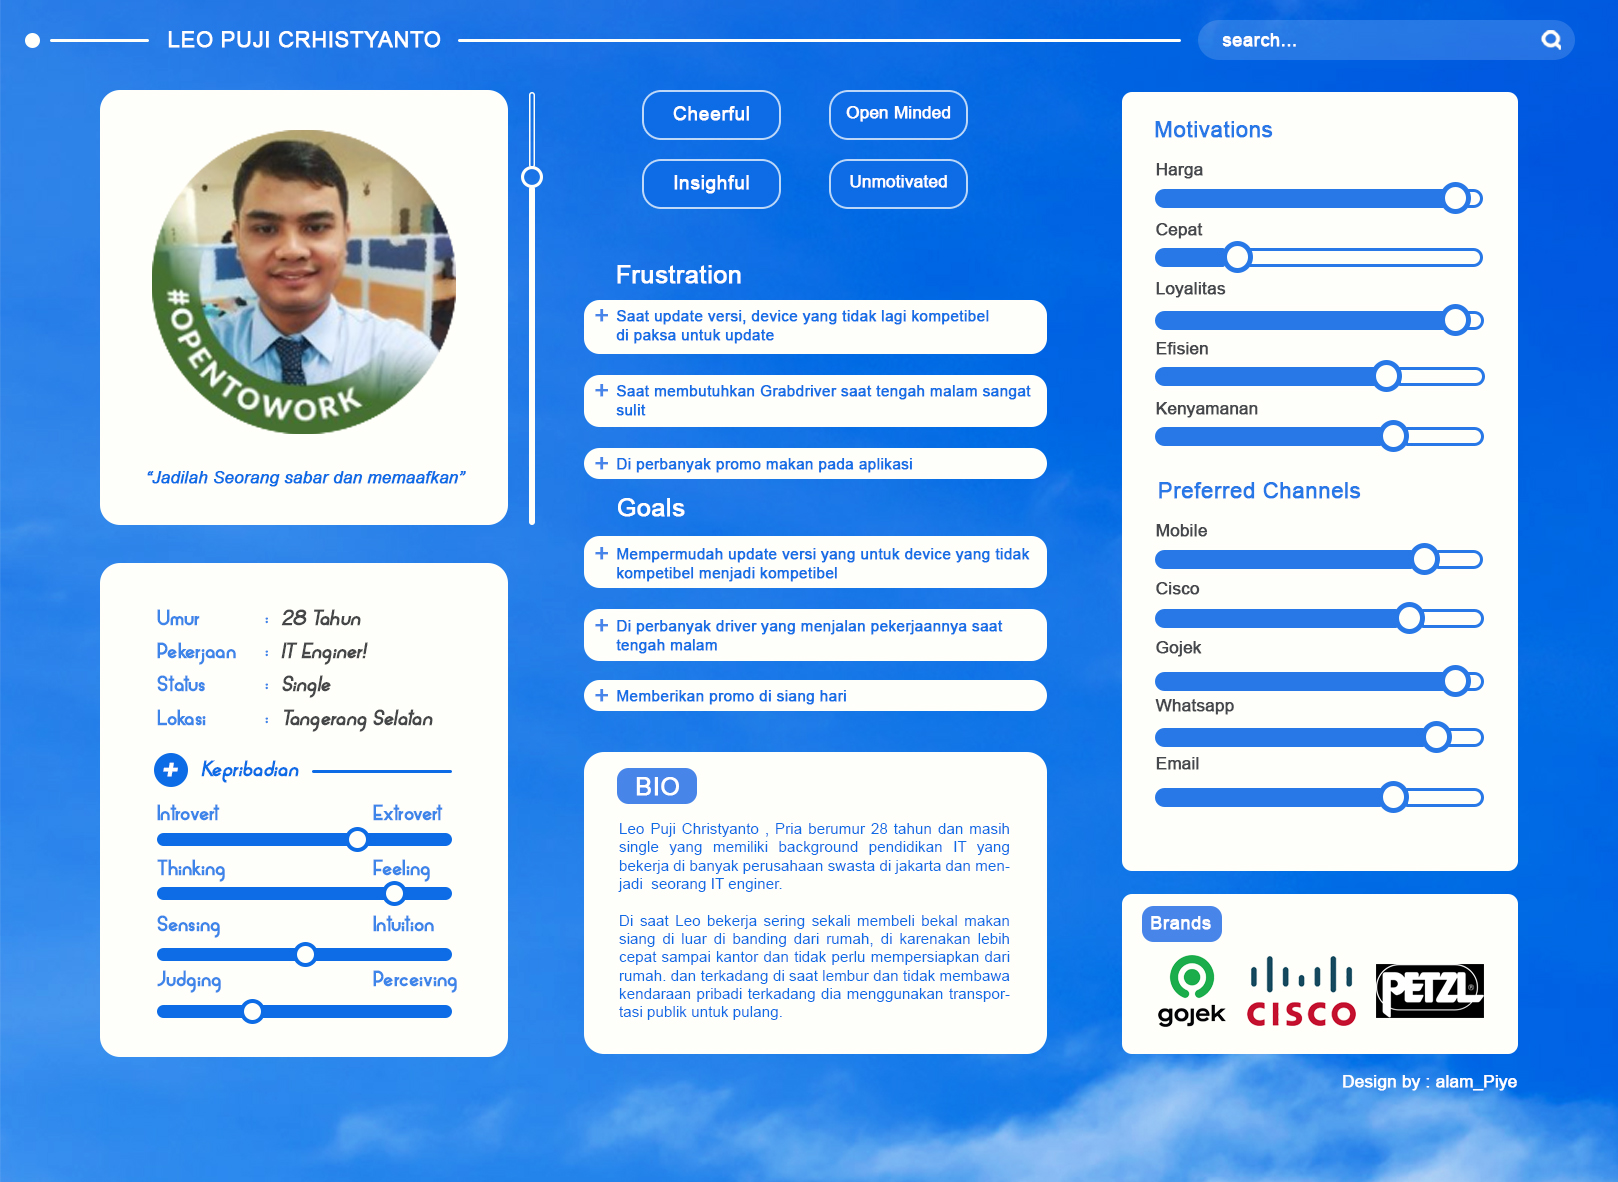 LEO PUJI CRHISTYANTO
search...
#OPENTOWORK
“Jadilah Seorang sabar dan memaafkan”
Umur : 28 Tahun
Pekerjaan : IT Enginer!
Status : Single
Lokasi : Tangerang Selatan
+ Kepribadian
Introvert Extrovert
Thinking Feeling
Sensing Intuition
Judging Perceiving
Cheerful Open Minded
Insighful Unmotivated
Frustration
+ Saat update versi, device yang tidak lagi kompetibel
di paksa untuk update
+ Saat membutuhkan Grabdriver saat tengah malam sangat
sulit
+ Di perbanyak promo makan pada aplikasi
Goals
+ Mempermudah update versi yang untuk device yang tidak
kompetibel menjadi kompetibel
+ Di perbanyak driver yang menjalan pekerjaannya saat
tengah malam
+ Memberikan promo di siang hari
BIO
Leo Puji Christyanto , Pria berumur 28 tahun dan masih
single yang memiliki background pendidikan IT yang
bekerja di banyak perusahaan swasta di jakarta dan men-
jadi seorang IT enginer.
Di saat Leo bekerja sering sekali membeli bekal makan
siang di luar di banding dari rumah, di karenakan lebih
cepat sampai kantor dan tidak perlu mempersiapkan dari
rumah. dan terkadang di saat lembur dan tidak membawa
kendaraan pribadi terkadang dia menggunakan transpor-
tasi publik untuk pulang.
Motivations
Harga
Cepat
Loyalitas
Efisien
Kenyamanan
Preferred Channels
Mobile
Cisco
Gojek
Whatsapp
Email
Brands
gojek
CISCO
PETZL®
Design by : alam_Piye